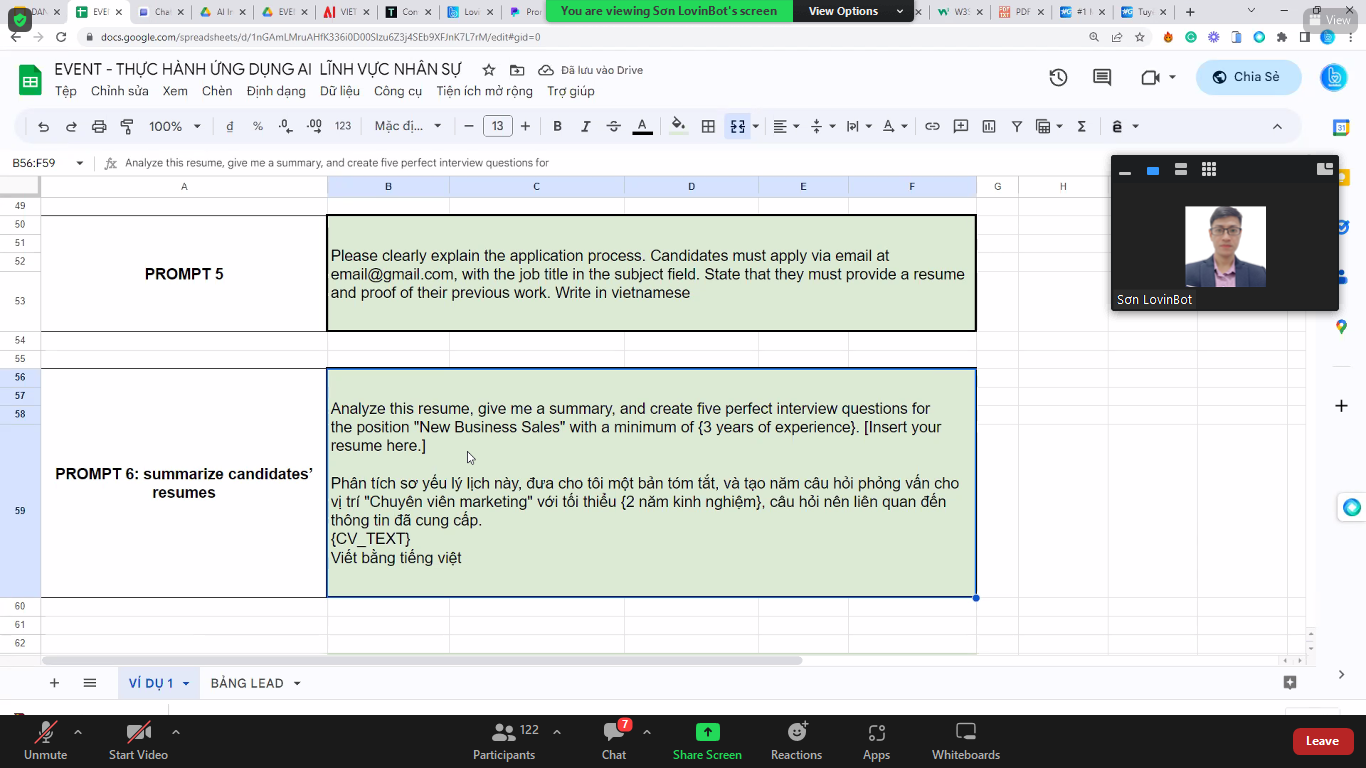 DAN
EVE
Chat
AI In
EVE
VIET
Con
Lovi
Pro
You are viewing Sơn LovinBot's screen
View Options
W3S
PDF
#1
Tuy
View
docs.google.com/spreadsheets/d/1nGAmLMruAHfK336i0D00SIzu6Z3j4SEb9XFJnK7L7rM/edit#gid=0
EVENT - THỰC HÀNH ỨNG DỤNG AI LĨNH VỰC NHÂN SỰ
Đã lưu vào Drive
Tệp Chỉnh sửa Xem Chèn Định dạng Dữ liệu Công cụ Tiện ích mở rộng Trợ giúp
Chia Sẻ
100% đ % .0 .00 123 Mặc đị... 13 B I S A
B56:F59
fx Analyze this resume, give me a summary, and create five perfect interview questions for
A B C D E F G H
49
50
51
52
53
PROMPT 5
Please clearly explain the application process. Candidates must apply via email at
email@gmail.com, with the job title in the subject field. State that they must provide a resume
and proof of their previous work. Write in vietnamese
Sơn LovinBot
54
55
56
57
58
59
PROMPT 6: summarize candidates’
resumes
Analyze this resume, give me a summary, and create five perfect interview questions for
the position "New Business Sales" with a minimum of {3 years of experience}. [Insert your
resume here.]
Phân tích sơ yếu lý lịch này, đưa cho tôi một bản tóm tắt, và tạo năm câu hỏi phỏng vấn cho
vị trí "Chuyên viên marketing" với tối thiểu {2 năm kinh nghiệm}, câu hỏi nên liên quan đến
thông tin đã cung cấp.
{CV_TEXT}
Viết bằng tiếng việt
60
61
62
VÍ DỤ 1
BẢNG LEAD
Unmute
Start Video
122
Participants
7
Chat
Share Screen
Reactions
Apps
Whiteboards
Leave